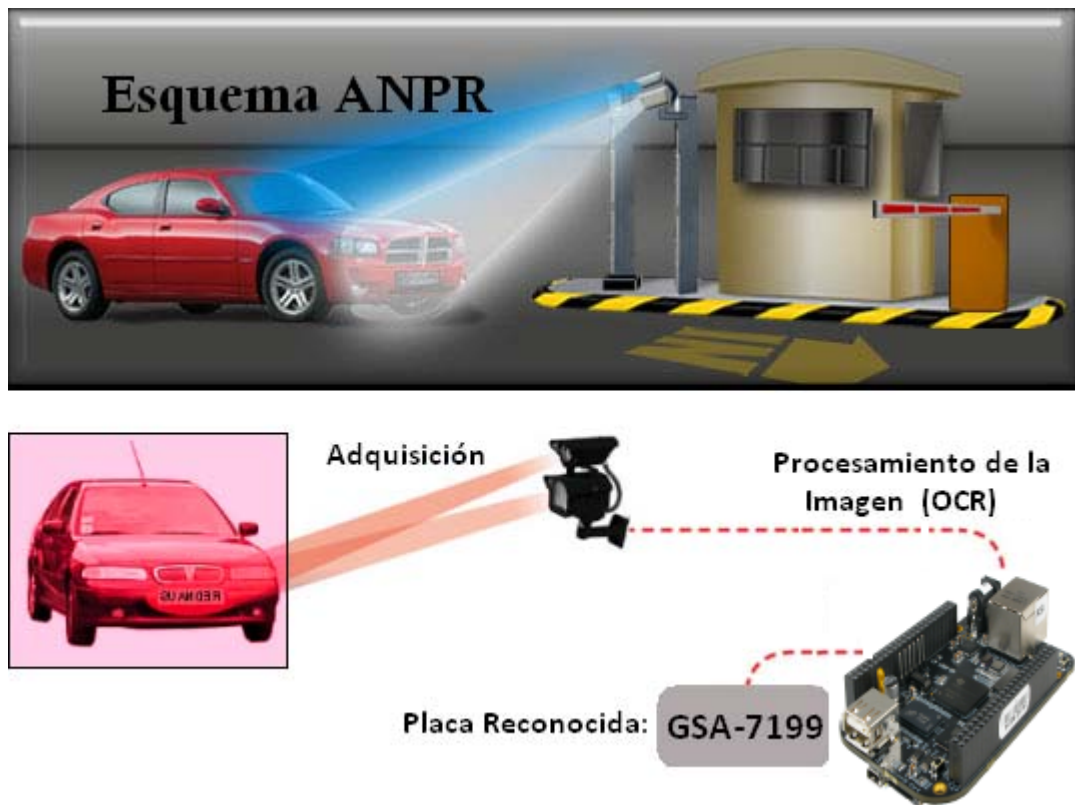 Esquema ANPR
Adquisición
Procesamiento de la
Imagen (OCR)
Placa Reconocida:
GSA-7199